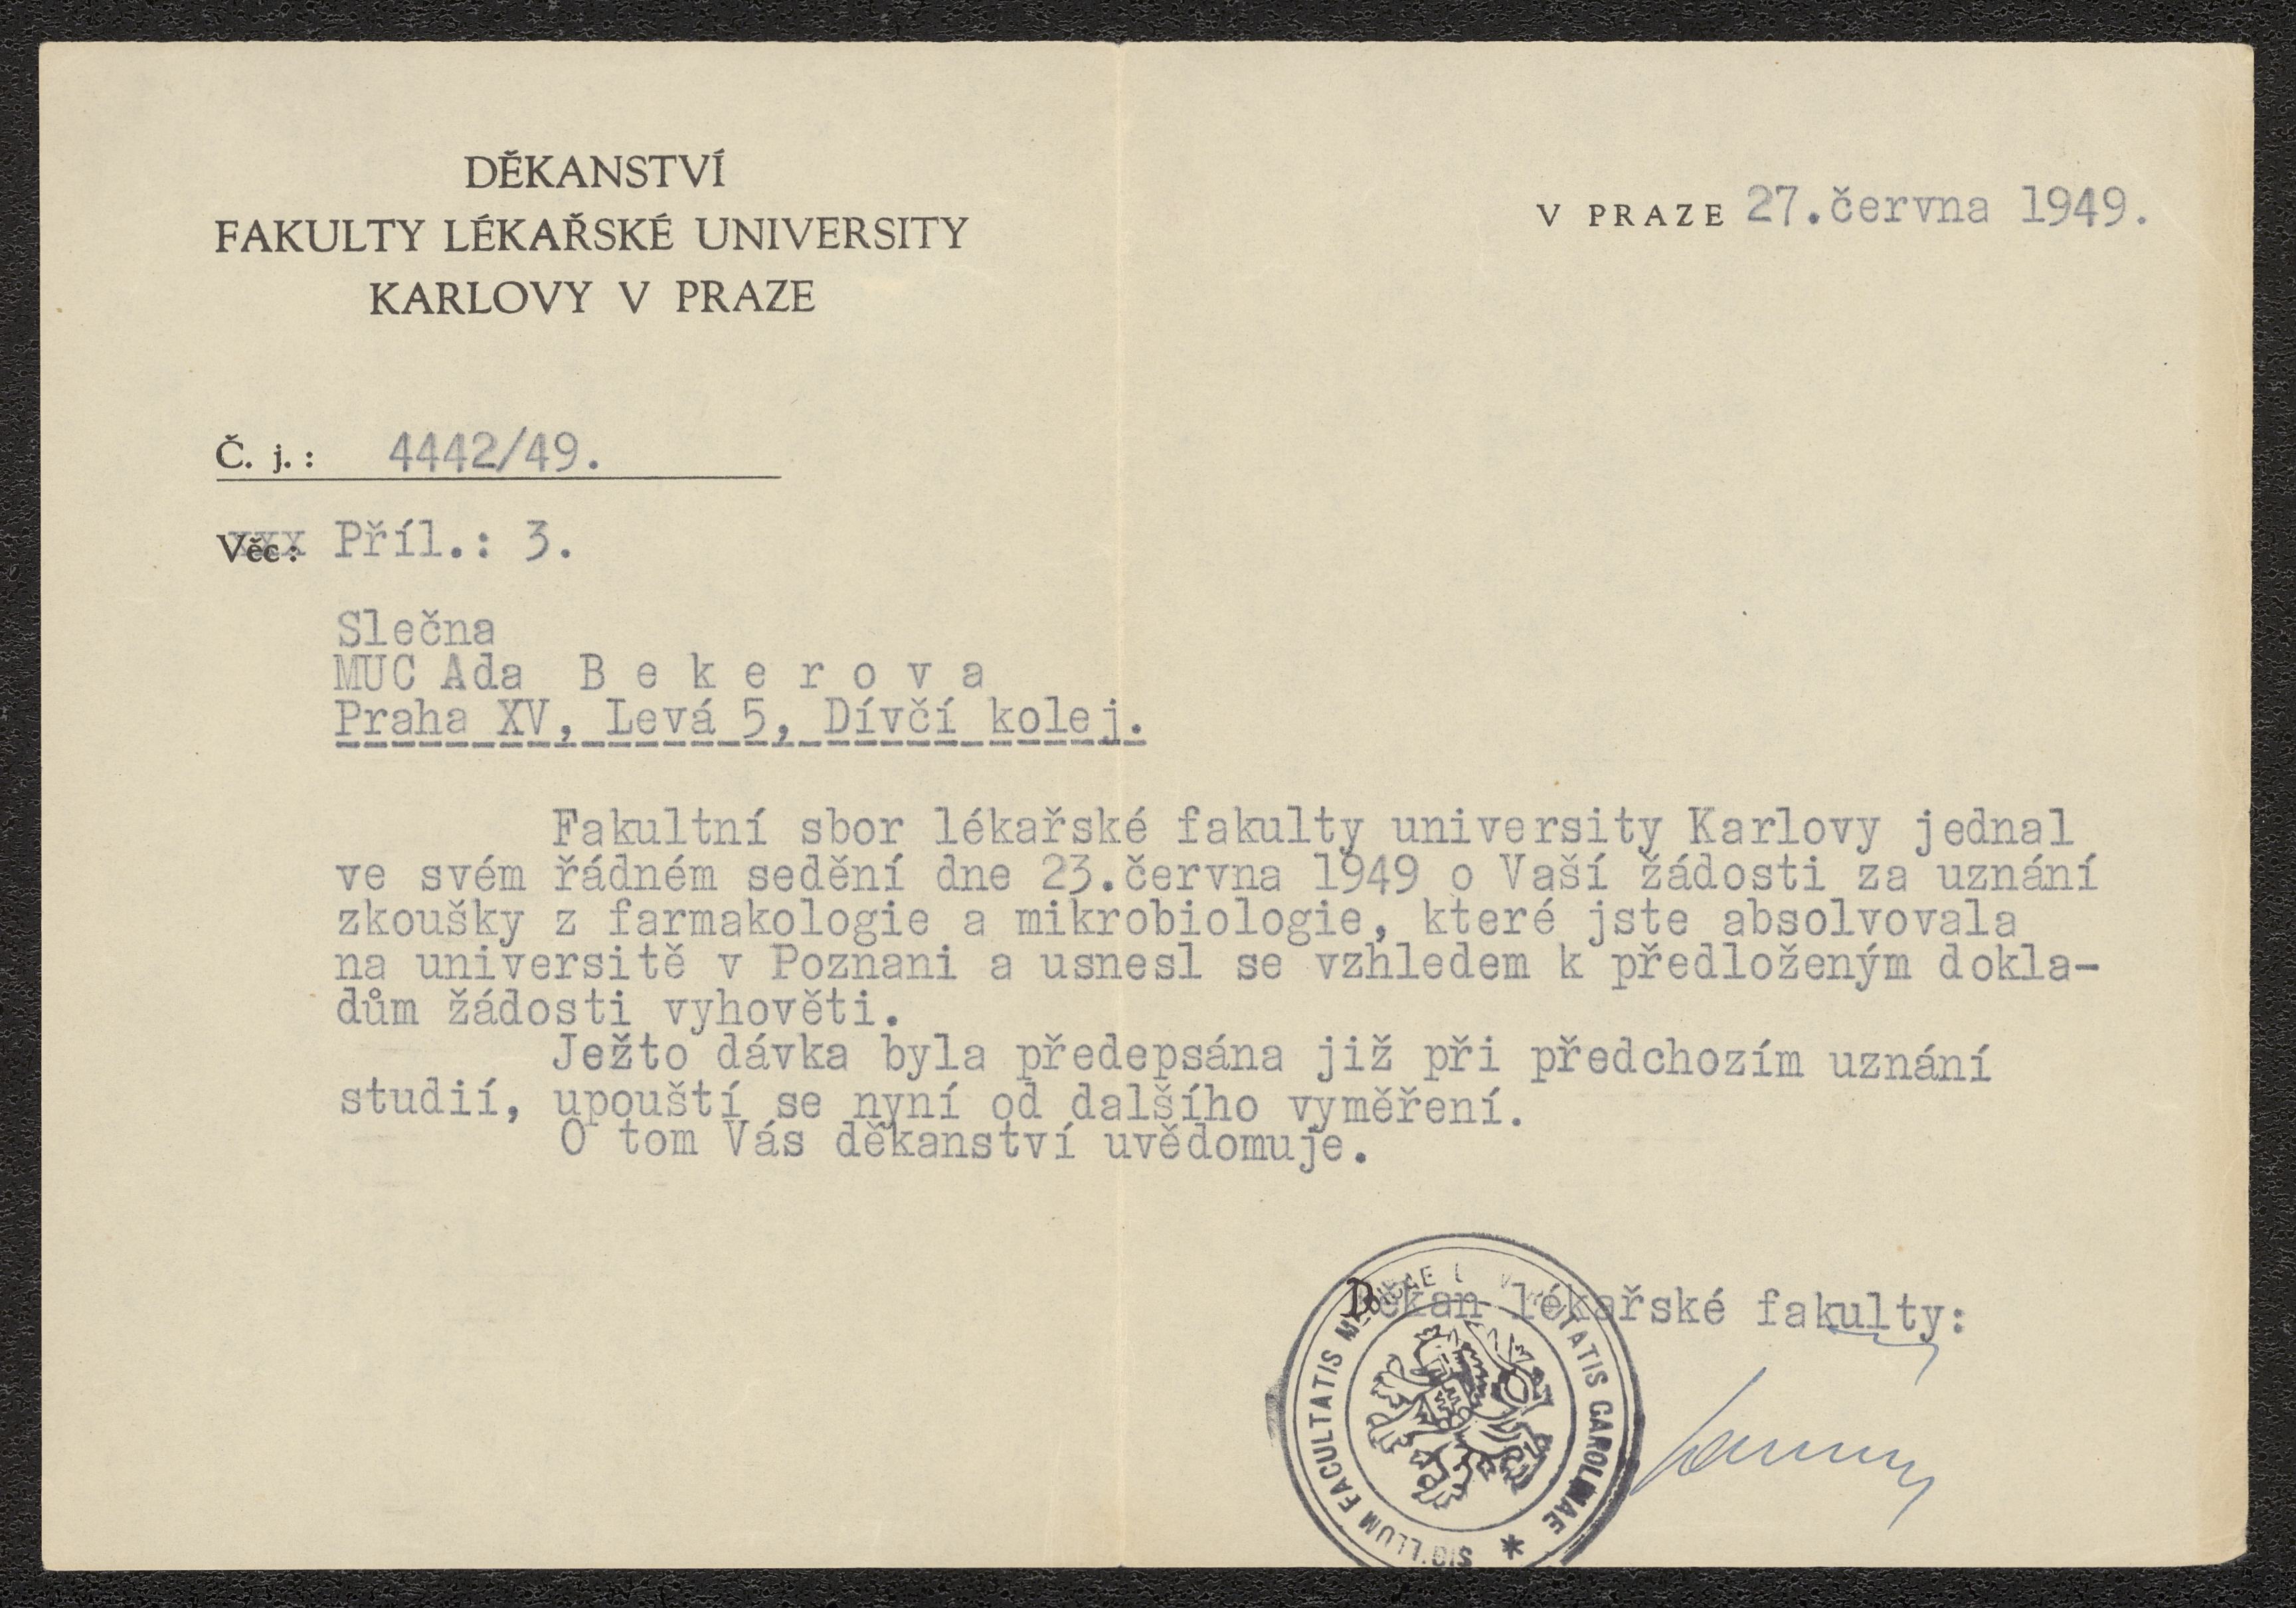 DĚKANSTVÍ
FAKULTY LÉKAŘSKÉ UNIVERSITY
KARLOVY V PRAZE
V PRAZE 27.června 1949.
Č. j.: 4442/49.
Věc: xxx Příl.: 3.
Slečna
MUC Ada B e k e r o v a
Praha XV, Levá 5, Dívčí kolej.
Fakultní sbor lékařské fakulty university Karlovy jednal
ve svém řádném sedění dne 23.června 1949 o Vaší žádosti za uznání
zkoušky z farmakologie a mikrobiologie, které jste absolvovala
na universitě v Poznani a usnesl se vzhledem k předloženým dokla-
dům žádosti vyhověti.
Ježto dávka byla předepsána již při předchozím uznání
studií, upouští se nyní od dalšího vyměření.
O tom Vás děkanství uvědomuje.
Děkan lékařské fakulty:
SIGILLUM FACULTATIS CAROLINAE *